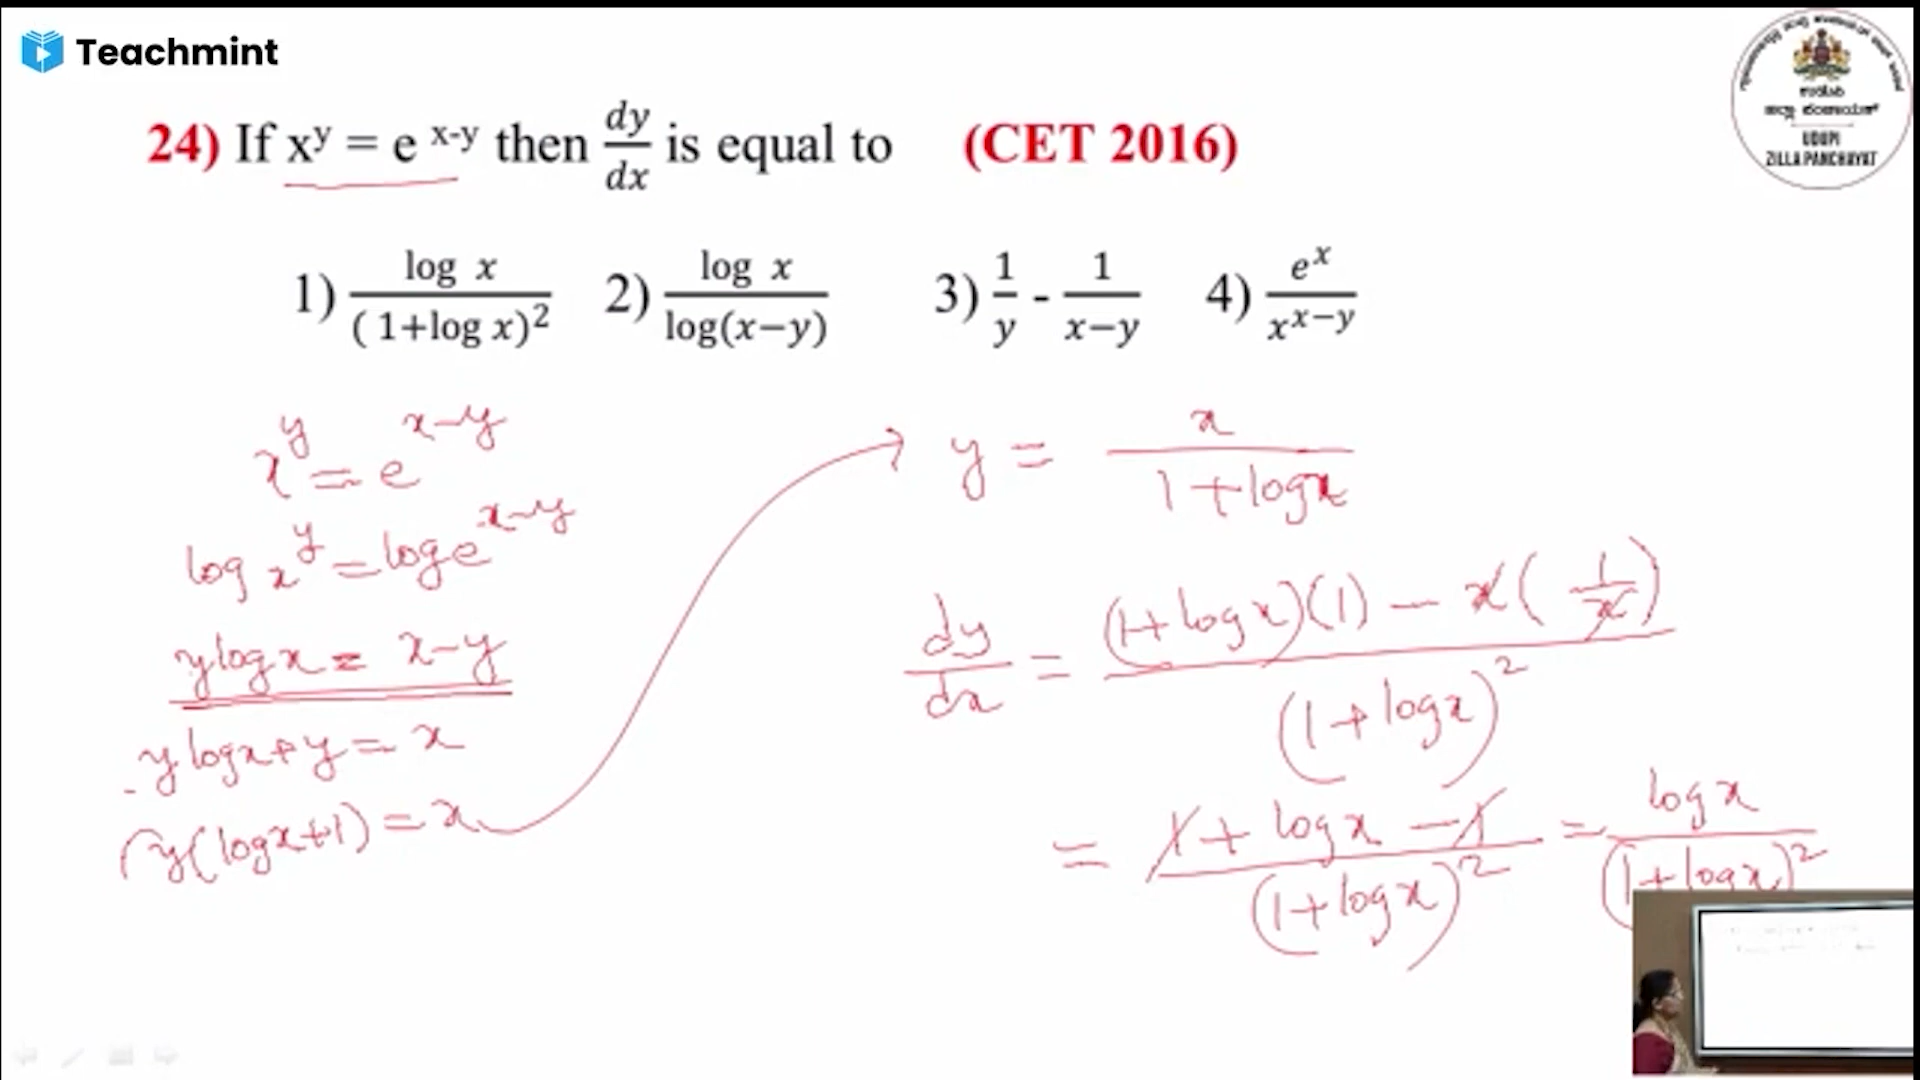 Teachmint
24) If xʸ = e ˣ⁻ʸ then dy/dx is equal to (CET 2016)
1) log x/(1+log x)² 2) log x/log(x−y) 3) 1/y - 1/x−y 4) eˣ/xˣ⁻ʸ
xʸ = eˣ⁻ʸ
log xʸ = log eˣ⁻ʸ
y log x = x−y
y log x + y = x
y(log x+1) = x
y = x/1+log x
dy/dx = (1+log x)(1) − x(1/x)/(1+log x)²
= 1+ log x −1/(1+log x)² = log x/(1+log x)²
UDUPI
ZILLA PANCHAYAT